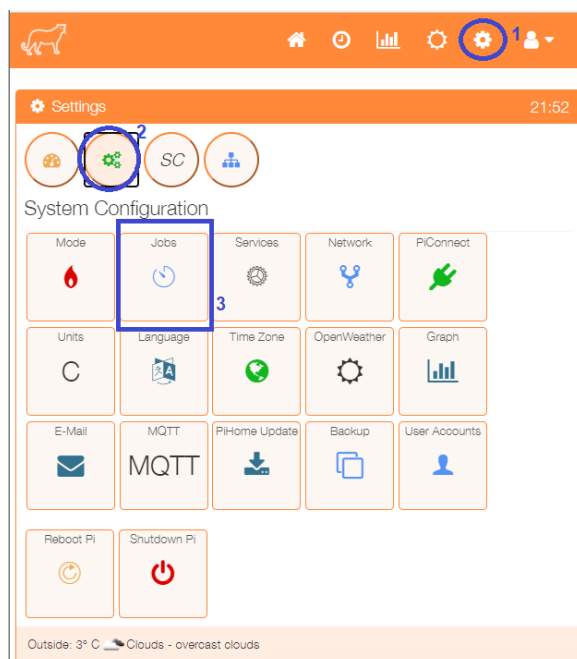 1
Settings 21:52
2
SC
System Configuration
Mode Jobs Services Network PiConnect
3
Units Language Time Zone OpenWeather Graph
C A
E-Mail MQTT PiHome Update Backup User Accounts
MQTT
Reboot Pi Shutdown Pi
Outside: 3° C Clouds - overcast clouds